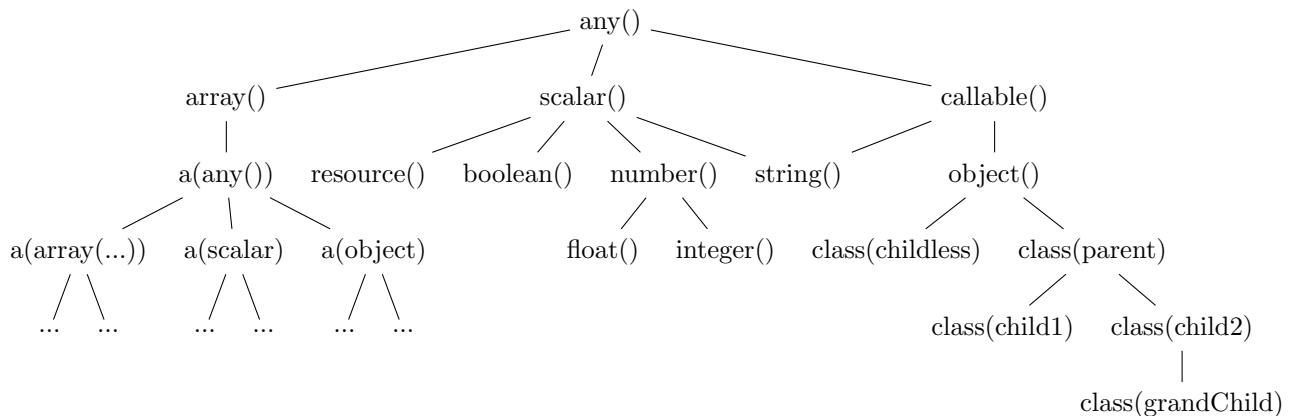 any()
array() scalar() callable()
a(any()) resource() boolean() number() string() object()
a(array(...)) a(scalar) a(object) float() integer() class(childless) class(parent)
... ... ... ... ... ... class(child1) class(child2)
class(grandChild)